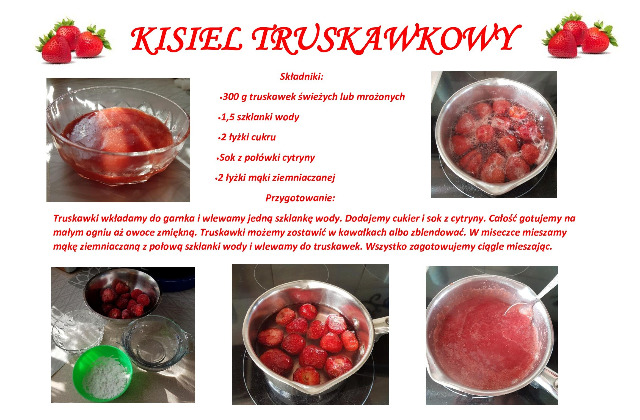 KISIEL TRUSKAWKOWY
Składniki:
•300 g truskawek świeżych lub mrożonych
•1,5 szklanki wody
•2 łyżki cukru
•Sok z połówki cytryny
•2 łyżki mąki ziemniaczanej
Przygotowanie:
Truskawki wkładamy do garnka i wlewamy jedną szklankę wody. Dodajemy cukier i sok z cytryny. Całość gotujemy na
małym ogniu aż owoce zmiękną. Truskawki możemy zostawić w kawałkach albo zblendować. W miseczce mieszamy
mąkę ziemniaczaną z połową szklanki wody i wlewamy do truskawek. Wszystko zagotowujemy ciągle mieszając.